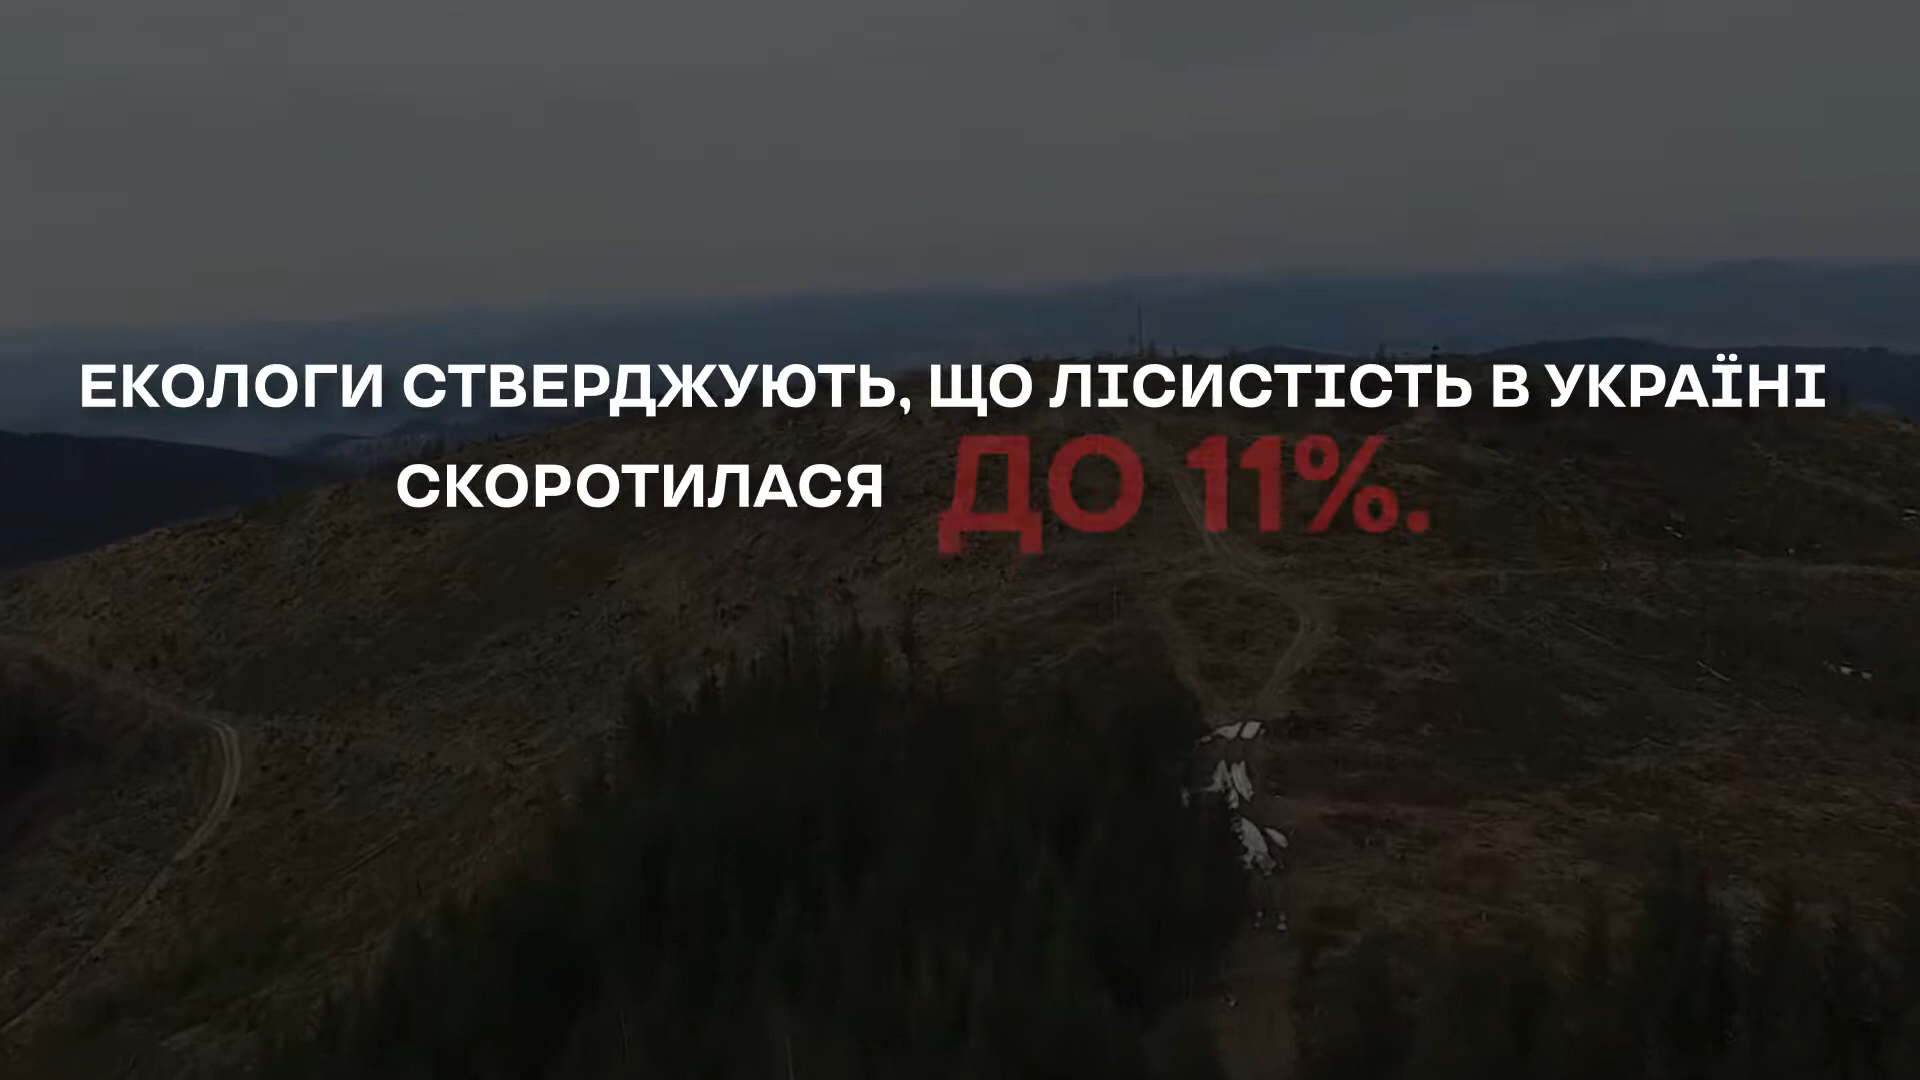 ЕКОЛОГИ СТВЕРДЖУЮТЬ, ЩО ЛІСИСТІСТЬ В УКРАЇНІ
СКОРОТИЛАСЯ ДО 11%.